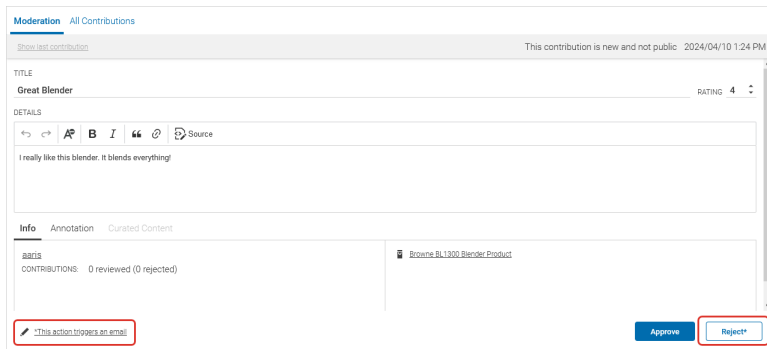 Moderation All Contributions
Show last contribution This contribution is new and not public 2024/04/10 1:24 PM
TITLE
Great Blender RATING 4
DETAILS
B I Source
I really like this blender. It blends everything!
Info Annotation Curated Content
aaris Browne BL1300 Blender Product
CONTRIBUTIONS: 0 reviewed (0 rejected)
*This action triggers an email Approve Reject*